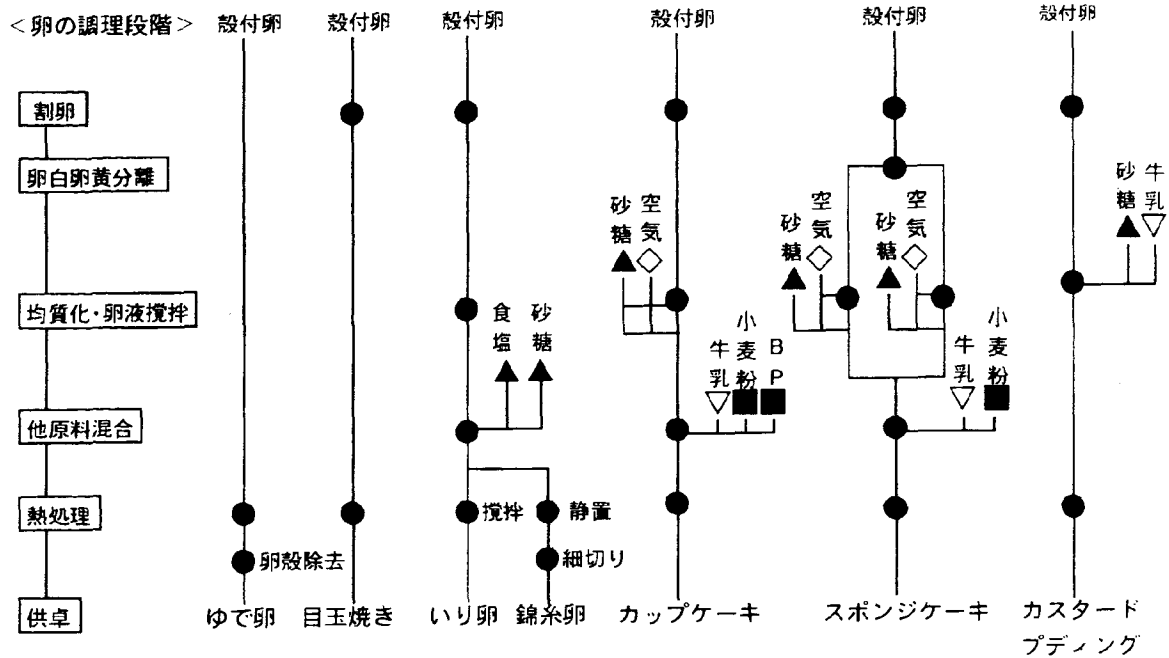 <卵の調理段階>
殻付卵
殻付卵
殻付卵
殻付卵
殻付卵
殻付卵
割卵
卵白卵黄分離
均質化・卵液撹拌
他原料混合
熱処理
供卓
食塩
砂糖
砂糖
空気
牛乳
小麦粉
BP
砂糖
空気
砂糖
空気
牛乳
小麦粉
砂糖
牛乳
撹拌
静置
卵殻除去
細切り
ゆで卵
目玉焼き
いり卵
錦糸卵
カップケーキ
スポンジケーキ
カスタード
プディング